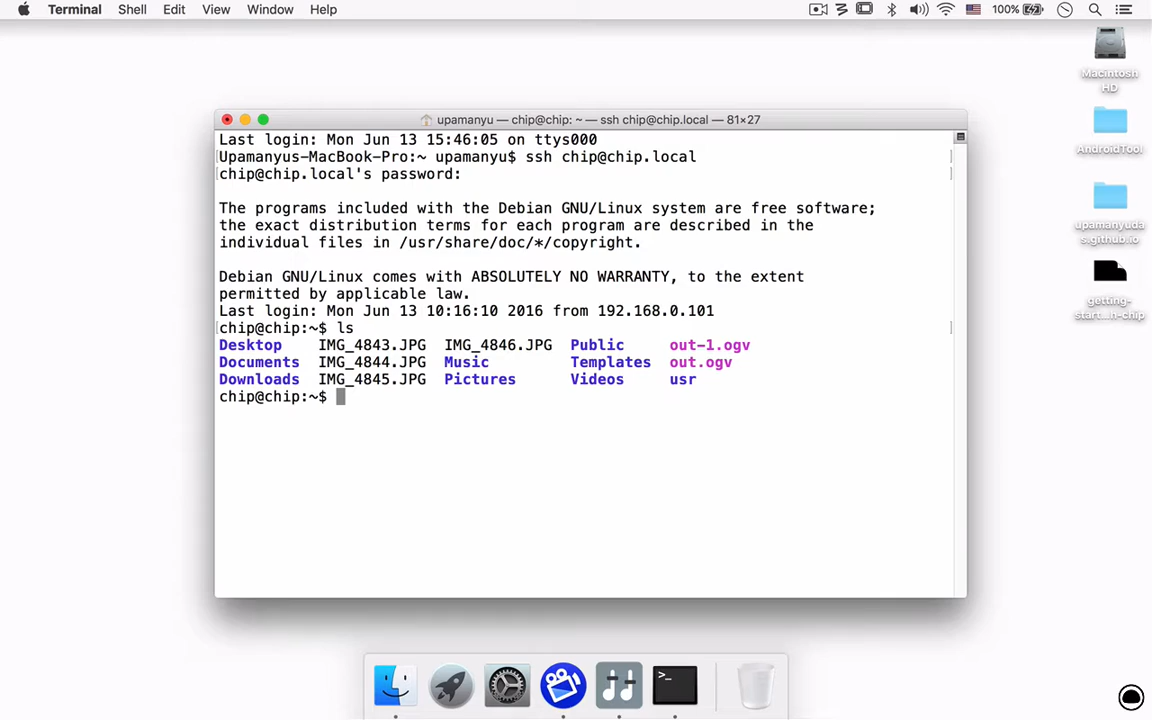 Terminal Shell Edit View Window Help 100%
Macintosh
HD
AndroidTool
upamanyuda
s.github.io
getting-
start...n-chip
upamanyu — chip@chip: ~ — ssh chip@chip.local — 81×27
Last login: Mon Jun 13 15:46:05 on ttys000
[Upamanyus-MacBook-Pro:~ upamanyu$ ssh chip@chip.local ]
[chip@chip.local's password: ]
The programs included with the Debian GNU/Linux system are free software;
the exact distribution terms for each program are described in the
individual files in /usr/share/doc/*/copyright.
Debian GNU/Linux comes with ABSOLUTELY NO WARRANTY, to the extent
permitted by applicable law.
Last login: Mon Jun 13 10:16:10 2016 from 192.168.0.101
[chip@chip:~$ ls ]
Desktop IMG_4843.JPG IMG_4846.JPG Public out-1.ogv
Documents IMG_4844.JPG Music Templates out.ogv
Downloads IMG_4845.JPG Pictures Videos usr
chip@chip:~$
>_